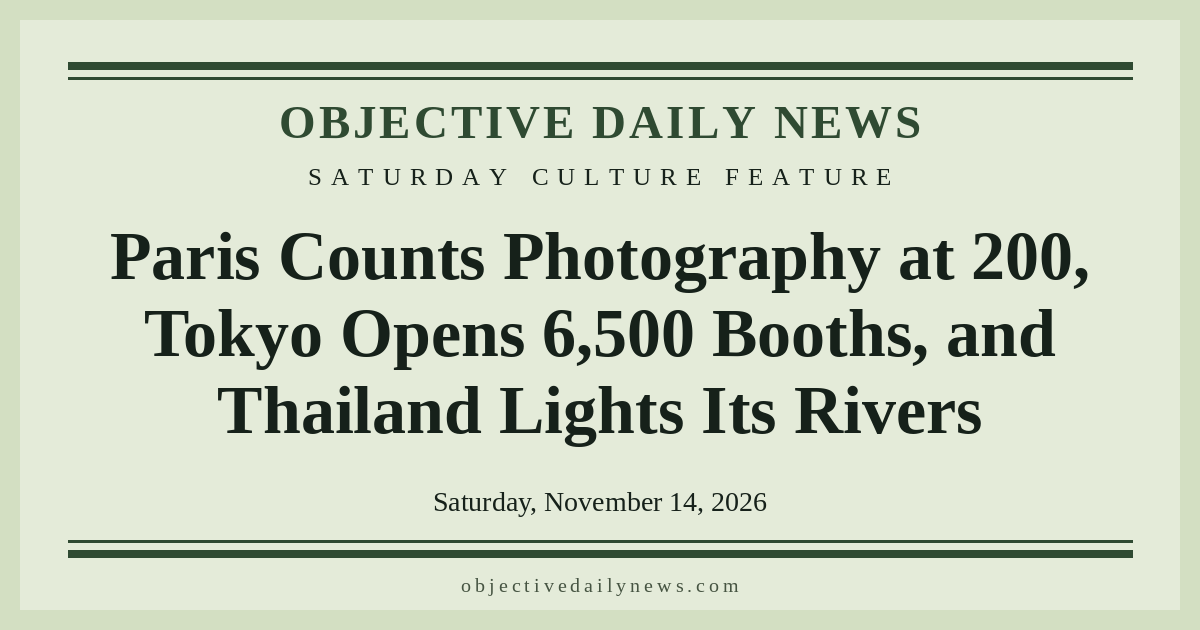 OBJECTIVE DAILY NEWS
SATURDAY CULTURE FEATURE
Paris Counts Photography at 200,
Tokyo Opens 6,500 Booths, and
Thailand Lights Its Rivers
Saturday, November 14, 2026
objectivedailynews.com